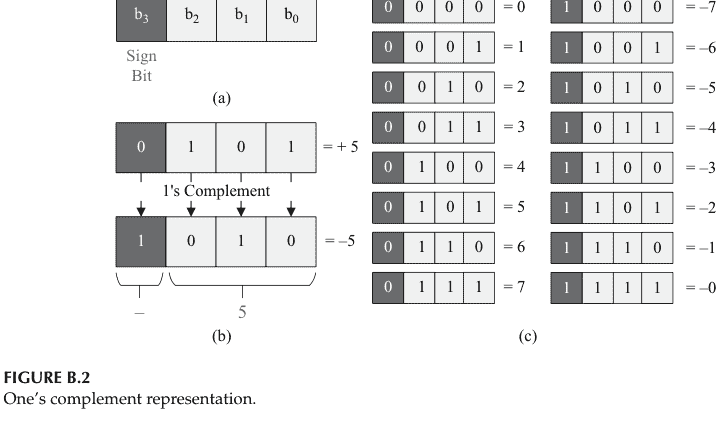 b3 b2 b1 b0
Sign
Bit
(a)
0 1 0 1 = + 5
1's Complement
1 0 1 0 = –5
– 5
(b)
0 0 0 0 = 0
0 0 0 1 = 1
0 0 1 0 = 2
0 0 1 1 = 3
0 1 0 0 = 4
0 1 0 1 = 5
0 1 1 0 = 6
0 1 1 1 = 7
1 0 0 0 = –7
1 0 0 1 = –6
1 0 1 0 = –5
1 0 1 1 = –4
1 1 0 0 = –3
1 1 0 1 = –2
1 1 1 0 = –1
1 1 1 1 = –0
(c)
FIGURE B.2
One's complement representation.